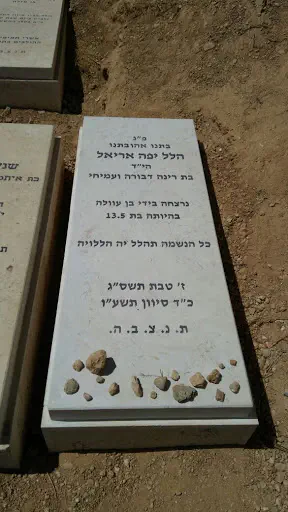 פ"נ
בתנו אהובתנו
הלל יפה אריאל
הי"ד
בת רינה דבורה ועמיחי
נרצחה בידי בן עוולה
בהיותה בת 13.5
כל הנשמה תהלל יה הללויה
ז' טבת תשס"ג
כ"ד סיוון תשע"ו
ת. נ. צ. ב. ה.